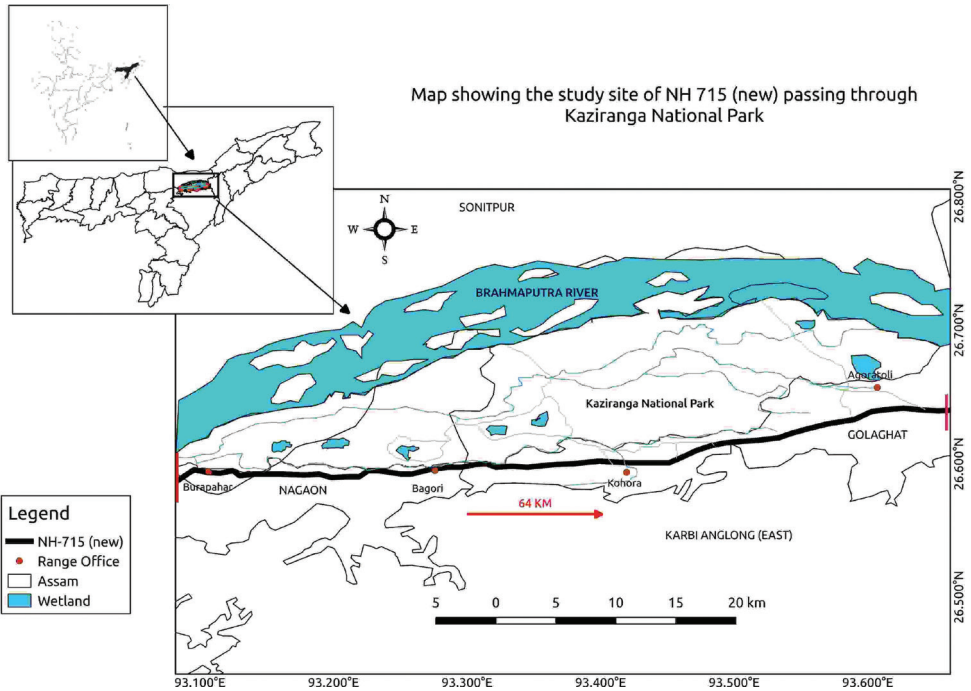 Map showing the study site of NH 715 (new) passing through
Kaziranga National Park
SONITPUR
N
W E
S
BRAHMAPUTRA RIVER
Agoratoli
Kaziranga National Park
GOLAGHAT
Burapahar
NAGAON
Bagori
Kohora
64 KM
KARBI ANGLONG (EAST)
Legend
NH-715 (new)
Range Office
Assam
Wetland
5 0 5 10 15 20 km
26.800°N
26.700°N
26.600°N
26.500°N
93.100°E 93.200°E 93.300°E 93.400°E 93.500°E 93.600°E